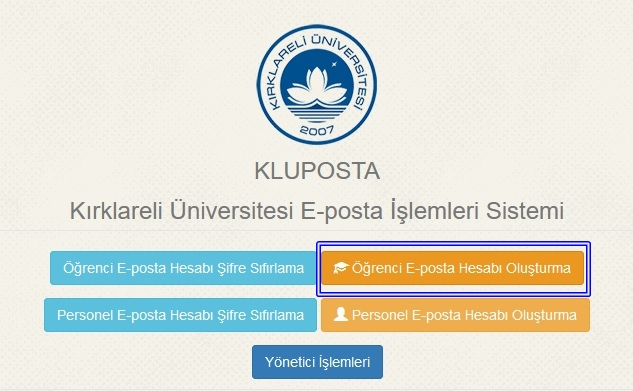 KIRKLARELİ ÜNİVERSİTESİ
2007
KLUPOSTA
Kırklareli Üniversitesi E-posta İşlemleri Sistemi
Öğrenci E-posta Hesabı Şifre Sıfırlama
Öğrenci E-posta Hesabı Oluşturma
Personel E-posta Hesabı Şifre Sıfırlama
Personel E-posta Hesabı Oluşturma
Yönetici İşlemleri